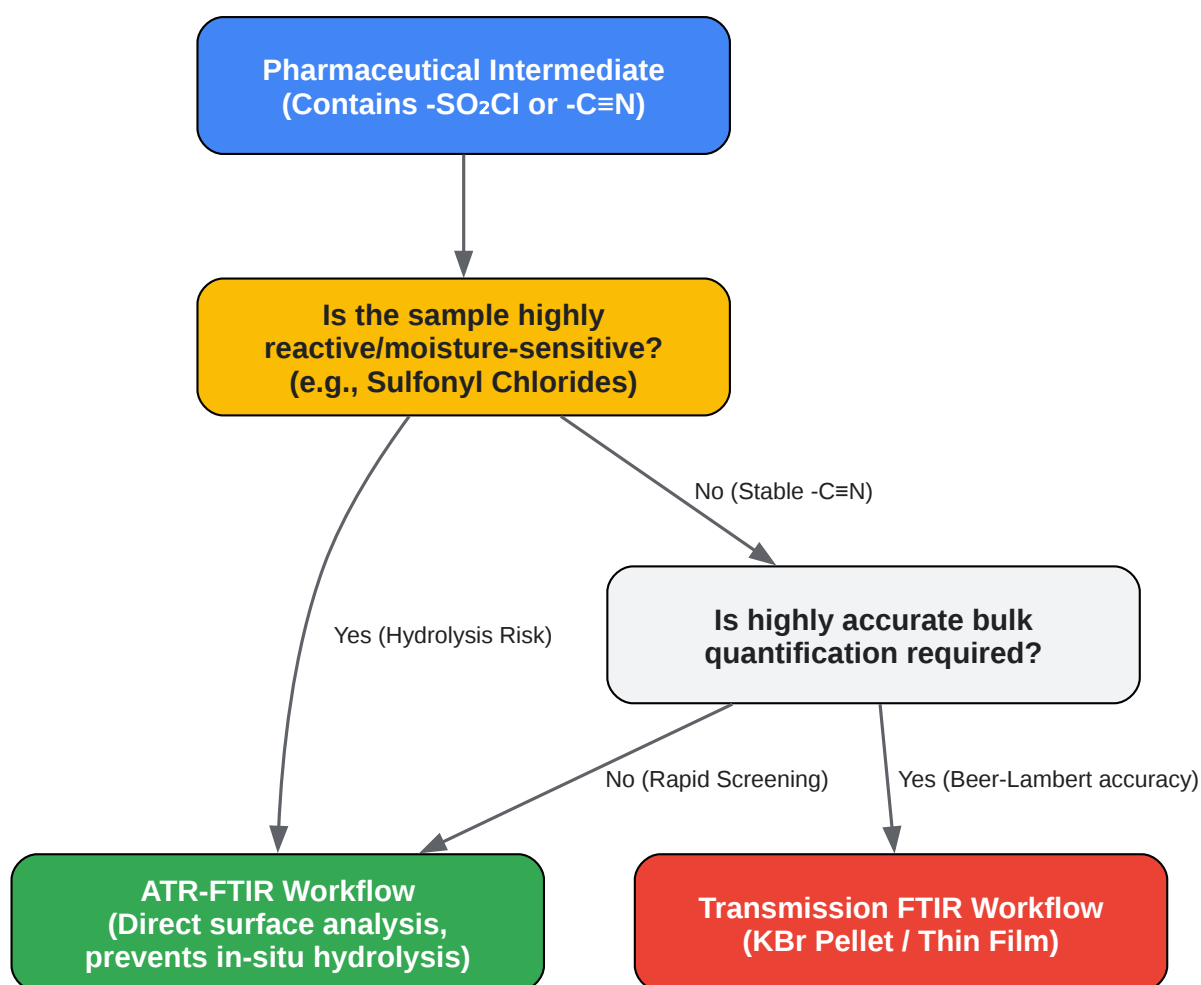 Pharmaceutical Intermediate
(Contains -SO₂Cl or -C≡N)
Is the sample highly
reactive/moisture-sensitive?
(e.g., Sulfonyl Chlorides)
No (Stable -C≡N)
Is highly accurate bulk
quantification required?
Yes (Hydrolysis Risk)
No (Rapid Screening)
Yes (Beer-Lambert accuracy)
ATR-FTIR Workflow
(Direct surface analysis,
prevents in-situ hydrolysis)
Transmission FTIR Workflow
(KBr Pellet / Thin Film)